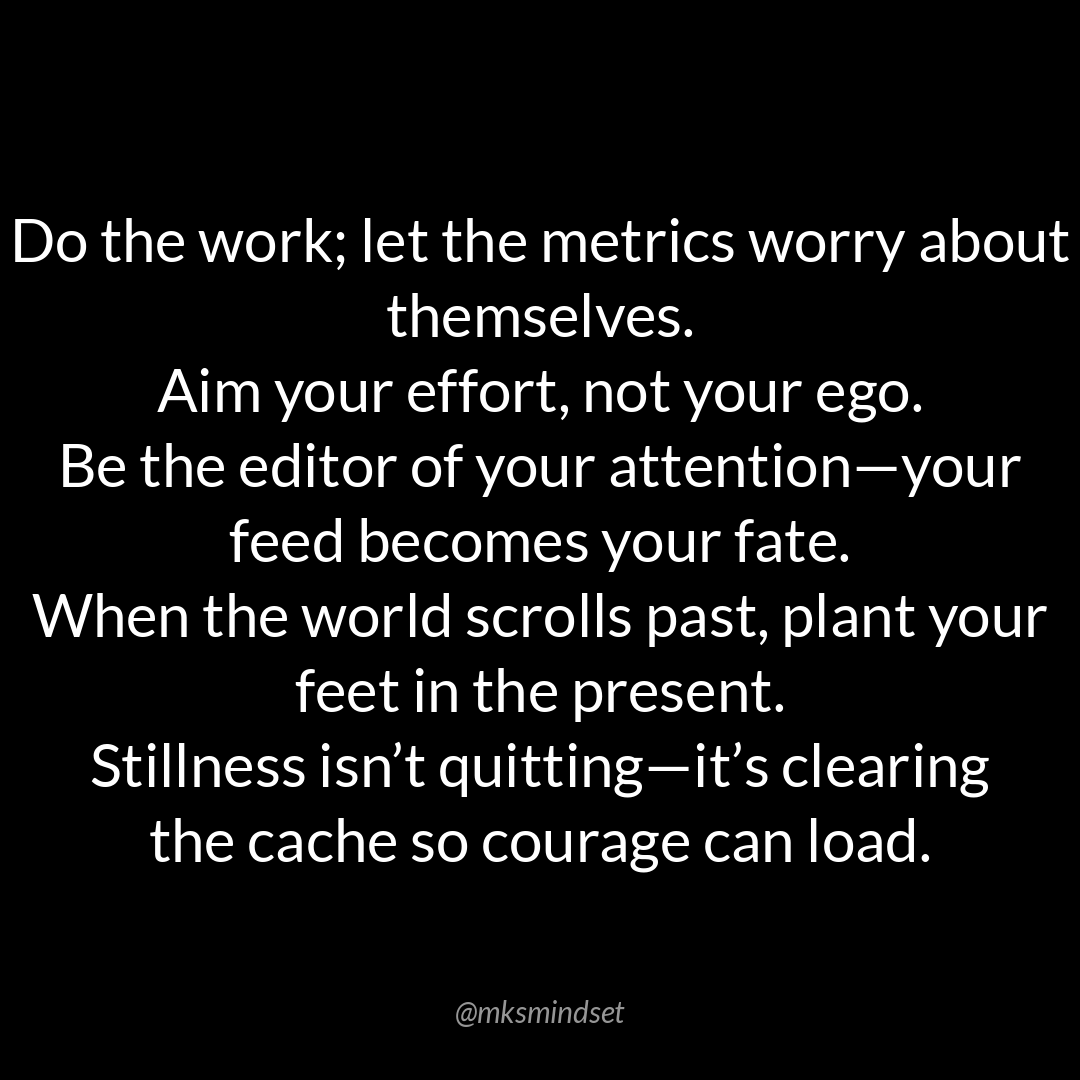 Do the work; let the metrics worry about
themselves.
Aim your effort, not your ego.
Be the editor of your attention—your
feed becomes your fate.
When the world scrolls past, plant your
feet in the present.
Stillness isn’t quitting—it’s clearing
the cache so courage can load.
@mksmindset